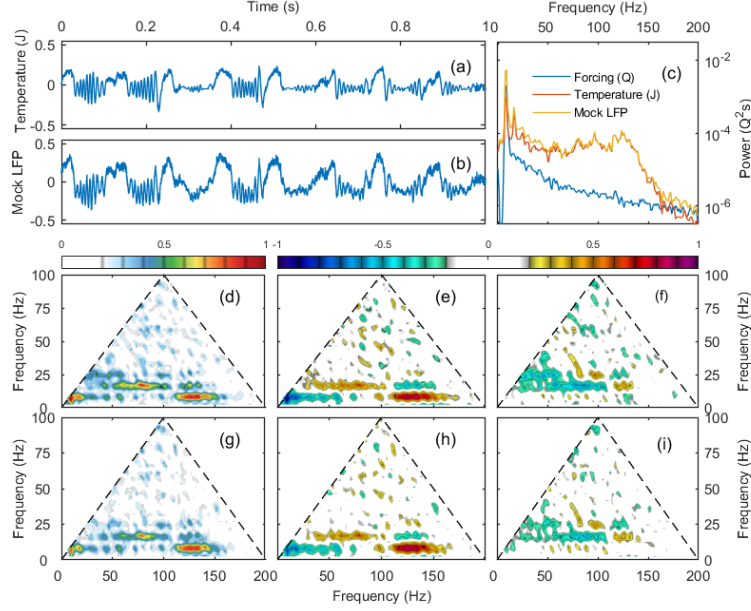 Time (s)
Frequency (Hz)
0 0.2 0.4 0.6 0.8 1 0
50 100 150 200
Temperature (J)
0.5
0
-0.5
(a)
Mock LFP
0.5
0
-0.5
(b)
(c)
Forcing (Q)
Temperature (J)
Mock LFP
10-2
10-4
10-6
Power (Q2s)
0 0.5 1
-1 -0.5 0 0.5 1
Frequency (Hz)
100
75
50
25
0
(d)
(e)
(f)
100
75
50
25
0
Frequency (Hz)
Frequency (Hz)
100
75
50
25
0
(g)
(h)
(i)
100
75
50
25
0
Frequency (Hz)
0 50 100 150 200
0 50 100 150 200
0 50 100 150 200
Frequency (Hz)